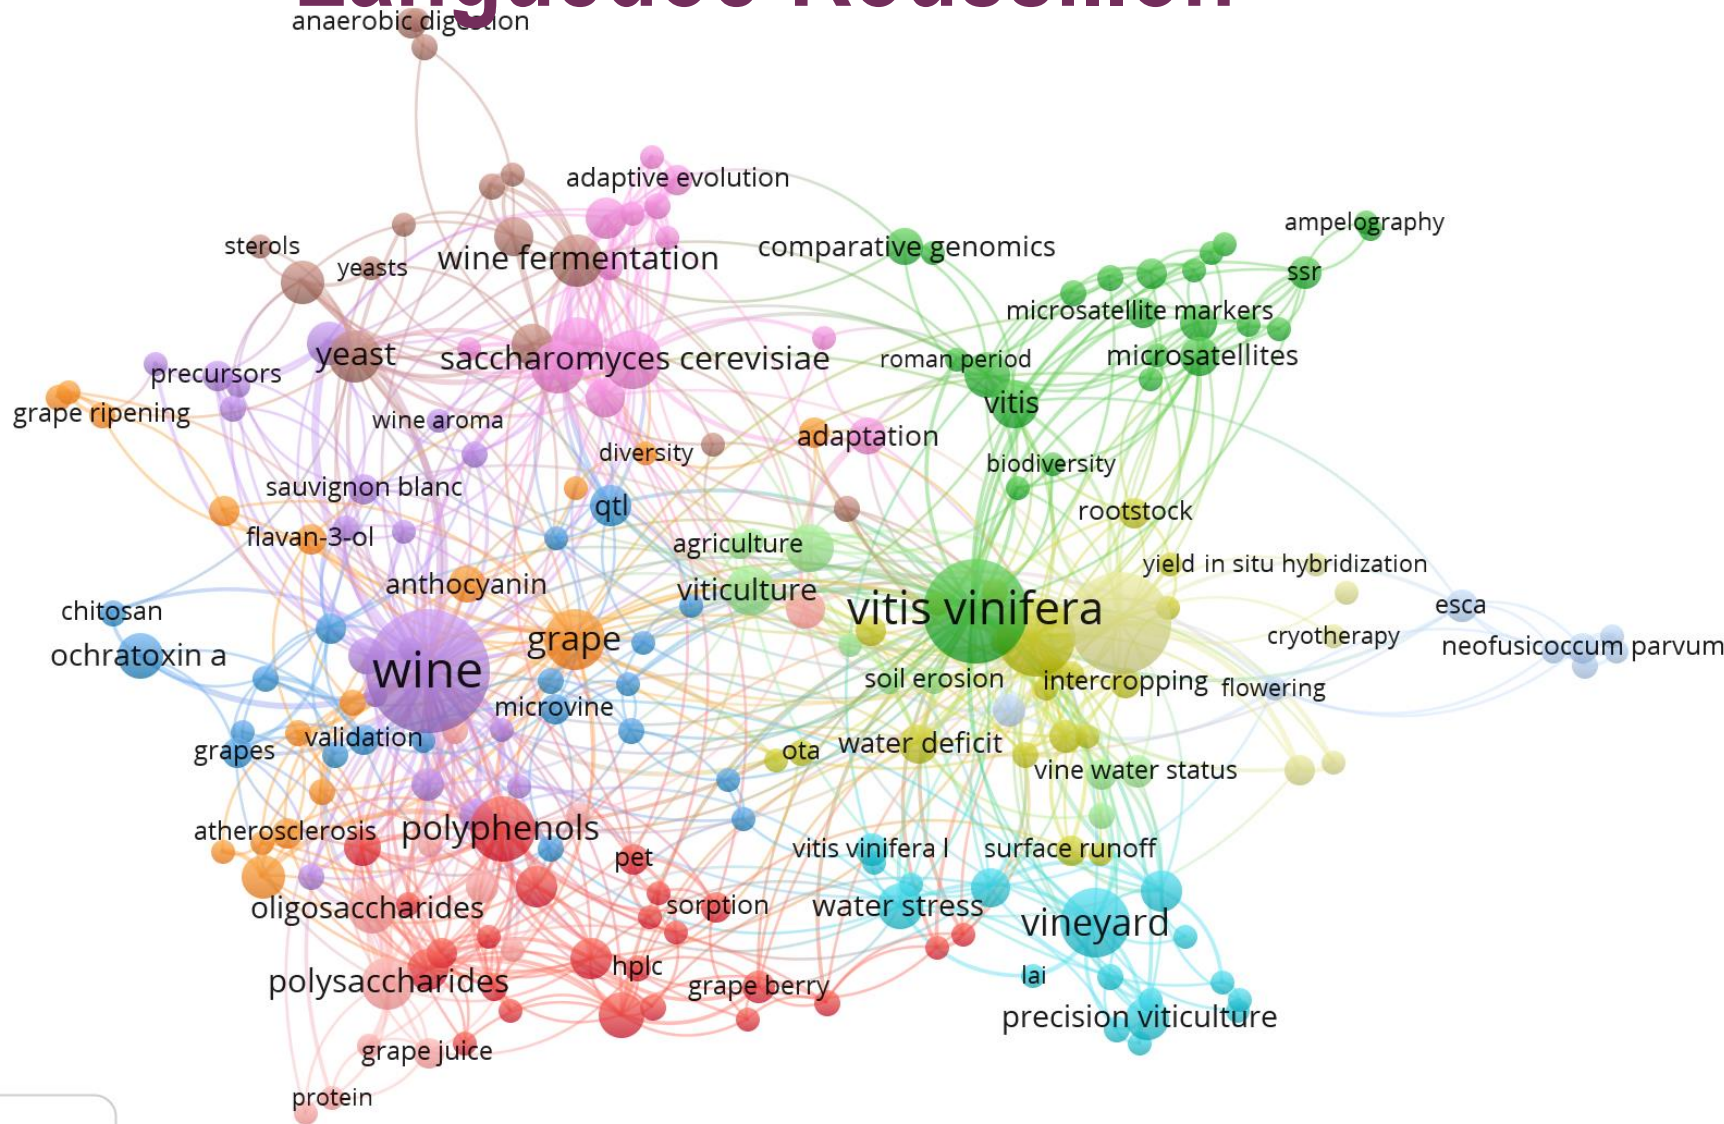 Languedoc Roussillon
anaerobic digestion
adaptive evolution
sterols
yeasts
wine fermentation
comparative genomics
ampelography
ssr
microsatellite markers
yeast
saccharomyces cerevisiae
roman period
microsatellites
precursors
grape ripening
wine aroma
vitis
diversity
adaptation
biodiversity
sauvignon blanc
qtl
rootstock
flavan-3-ol
agriculture
yield
in situ hybridization
anthocyanin
viticulture
chitosan
vitis vinifera
esca
ochratoxin a
grape
cryotherapy
neofusicoccum parvum
wine
soil erosion
intercropping
flowering
microvine
grapes
validation
ota
water deficit
vine water status
atherosclerosis
polyphenols
pet
vitis vinifera l
surface runoff
oligosaccharides
sorption
water stress
vineyard
polysaccharides
hplc
grape berry
lai
precision viticulture
grape juice
protein